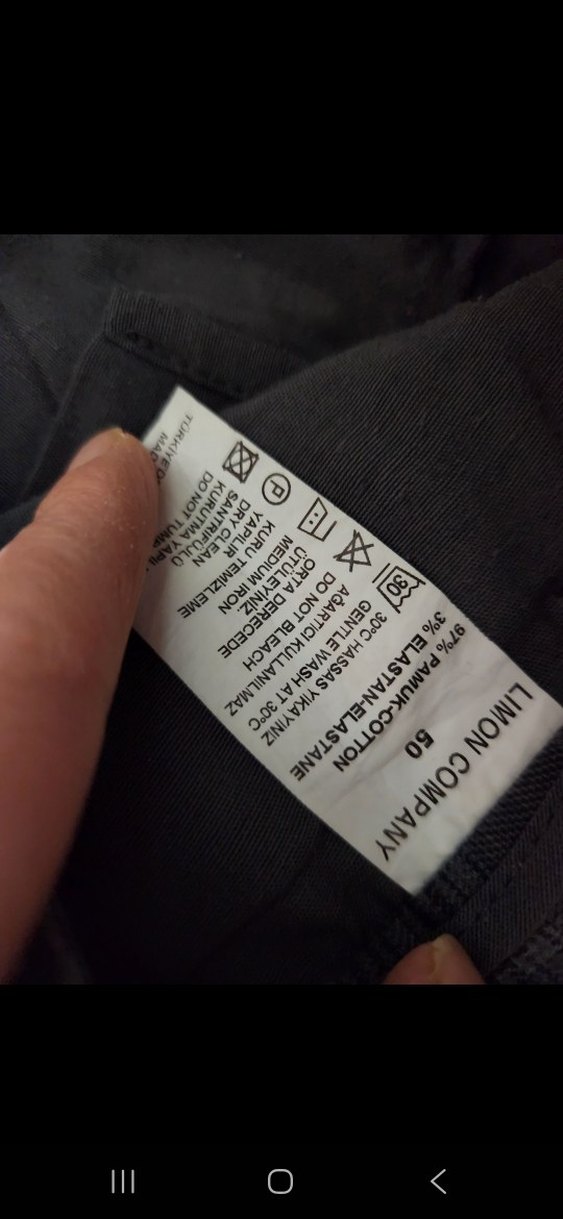 LIMON COMPANY
50
97% PAMUK-COTTON
3% ELASTAN-ELASTANE
30
30°C HASSAS YIKAYINIZ
GENTLE WASH AT 30°C
AĞARTICI KULLANILMAZ
DO NOT BLEACH
ORTA DERECEDE
ÜTÜLEYİNİZ
MEDIUM IRON
KURU TEMİZLEME
YAPILIR
DRY CLEAN
P
SANTRİFÜJLÜ
KURUTMA
DO NOT